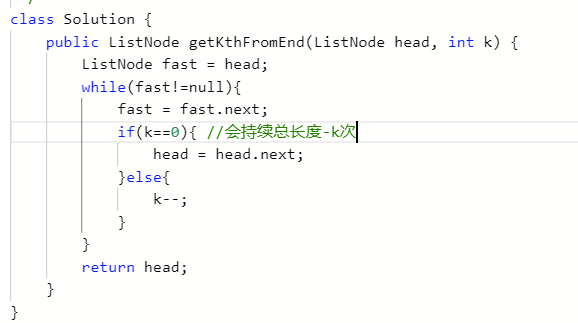 class Solution {
    public ListNode getKthFromEnd(ListNode head, int k) {
        ListNode fast = head;
        while(fast!=null){
            fast = fast.next;
            if(k==0){ //会持续总长度-k次
                head = head.next;
            }else{
                k--;
            }
        }
        return head;
    }
}